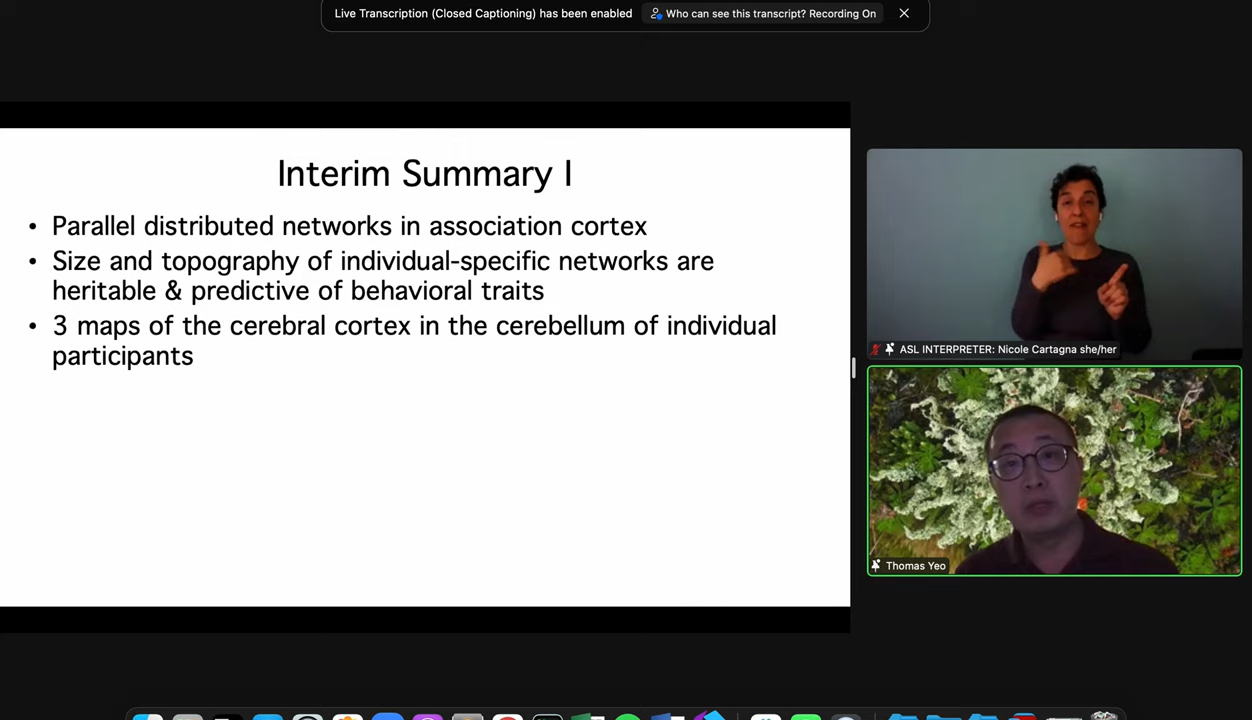 Live Transcription (Closed Captioning) has been enabled
Who can see this transcript? Recording On
Interim Summary I
• Parallel distributed networks in association cortex
• Size and topography of individual-specific networks are
heritable & predictive of behavioral traits
• 3 maps of the cerebral cortex in the cerebellum of individual
participants
ASL INTERPRETER: Nicole Cartagna she/her
Thomas Yeo